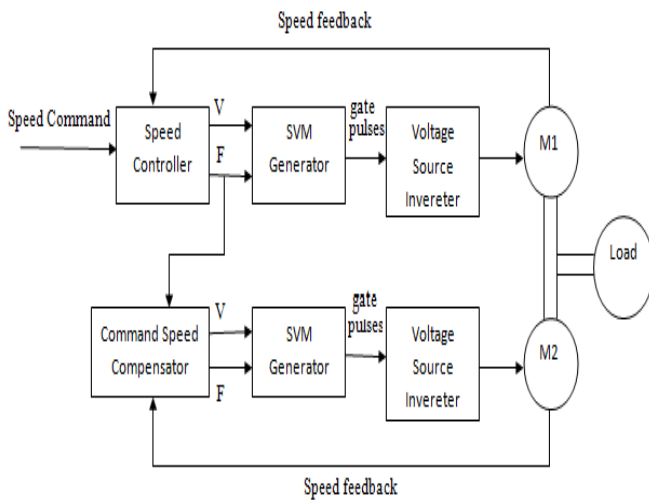 Speed feedback
Speed Command
Speed
Controller
V
F
SVM
Generator
gate
pulses
Voltage
Source
Invereter
M1
Load
Command Speed
Compensator
V
F
SVM
Generator
gate
pulses
Voltage
Source
Invereter
M2
Speed feedback